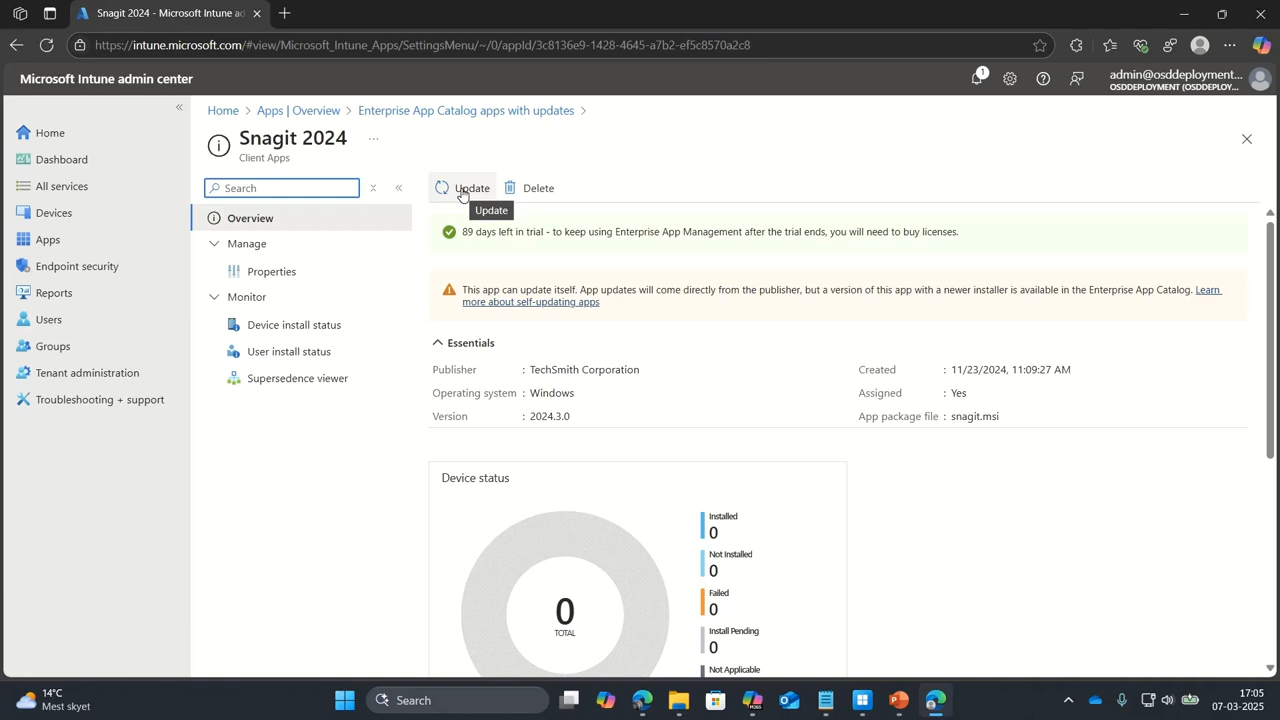 Snagit 2024 - Microsoft Intune ad
https://intune.microsoft.com/#view/Microsoft_Intune_Apps/SettingsMenu/~/0/appId/3c8136e9-1428-4645-a7b2-ef5c8570a2c8
Microsoft Intune admin center
1
admin@osddeployment...
OSDDEPLOYMENT (OSDDEPLOY...
Home
Dashboard
All services
Devices
Apps
Endpoint security
Reports
Users
Groups
Tenant administration
Troubleshooting + support
Home > Apps | Overview > Enterprise App Catalog apps with updates >
Snagit 2024 ...
Client Apps
Search
Overview
Manage
Properties
Monitor
Device install status
User install status
Supersedence viewer
Update Delete
Update
89 days left in trial - to keep using Enterprise App Management after the trial ends, you will need to buy licenses.
This app can update itself. App updates will come directly from the publisher, but a version of this app with a newer installer is available in the Enterprise App Catalog. Learn
more about self-updating apps
Essentials
Publisher : TechSmith Corporation
Operating system : Windows
Version : 2024.3.0
Created : 11/23/2024, 11:09:27 AM
Assigned : Yes
App package file : snagit.msi
Device status
0
TOTAL
Installed
0
Not Installed
0
Failed
0
Install Pending
0
Not Applicable
14°C
Mest skyet
Search
M365
17:05
07-03-2025